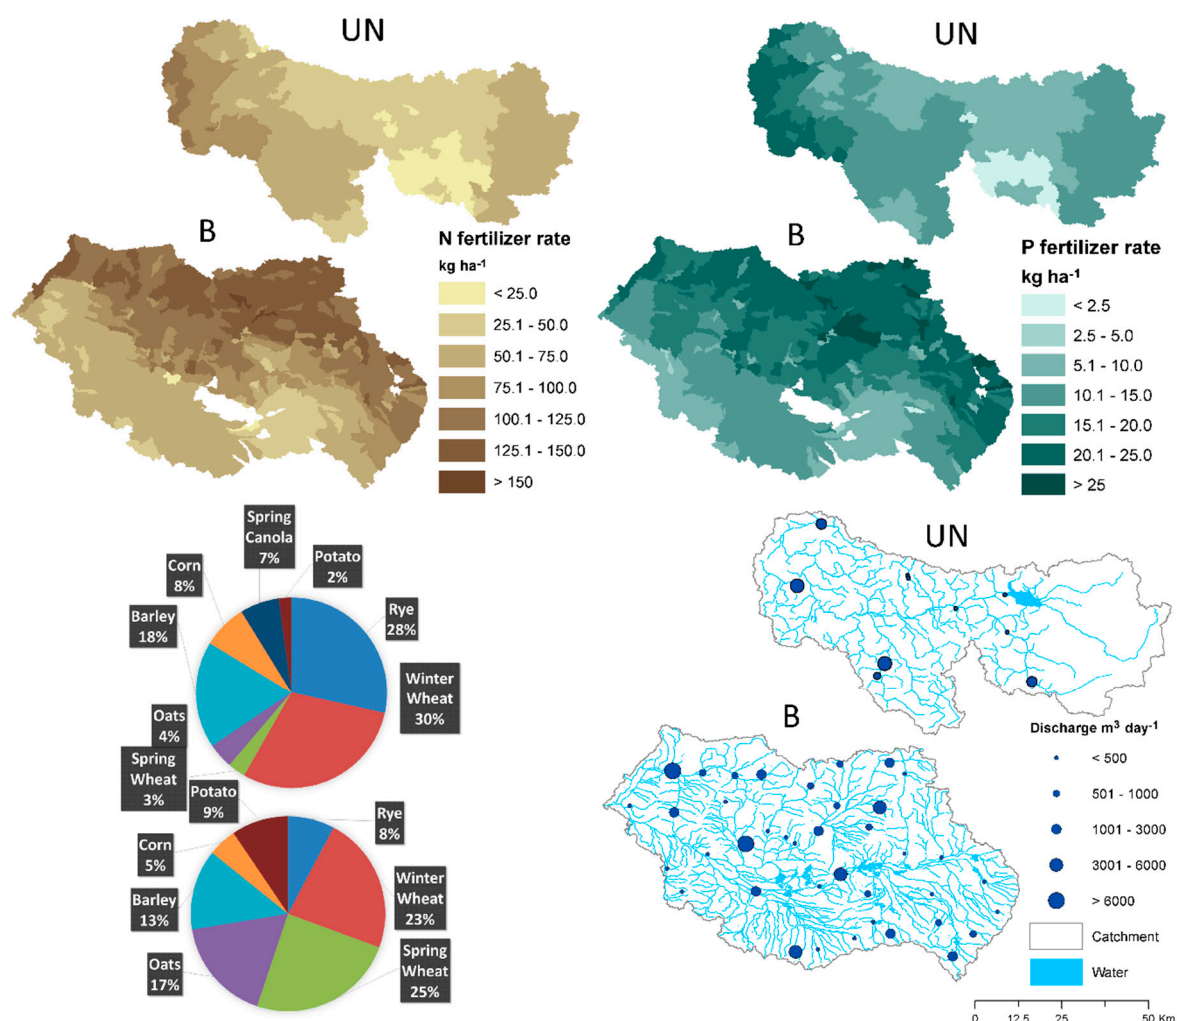 UN
UN
B
N fertilizer rate
kg ha-1
< 25.0
25.1 - 50.0
50.1 - 75.0
75.1 - 100.0
100.1 - 125.0
125.1 - 150.0
> 150
B
P fertilizer rate
kg ha-1
< 2.5
2.5 - 5.0
5.1 - 10.0
10.1 - 15.0
15.1 - 20.0
20.1 - 25.0
> 25
Spring
Canola
7%
Potato
2%
Corn
8%
Rye
28%
Barley
18%
Winter
Wheat
30%
Oats
4%
Spring
Wheat
3%
Potato
9%
Rye
8%
Corn
5%
Winter
Wheat
23%
Barley
13%
Oats
17%
Spring
Wheat
25%
UN
B
Discharge m3 day-1
< 500
501 - 1000
1001 - 3000
3001 - 6000
> 6000
Catchment
Water
0 12.5 25 50 Km